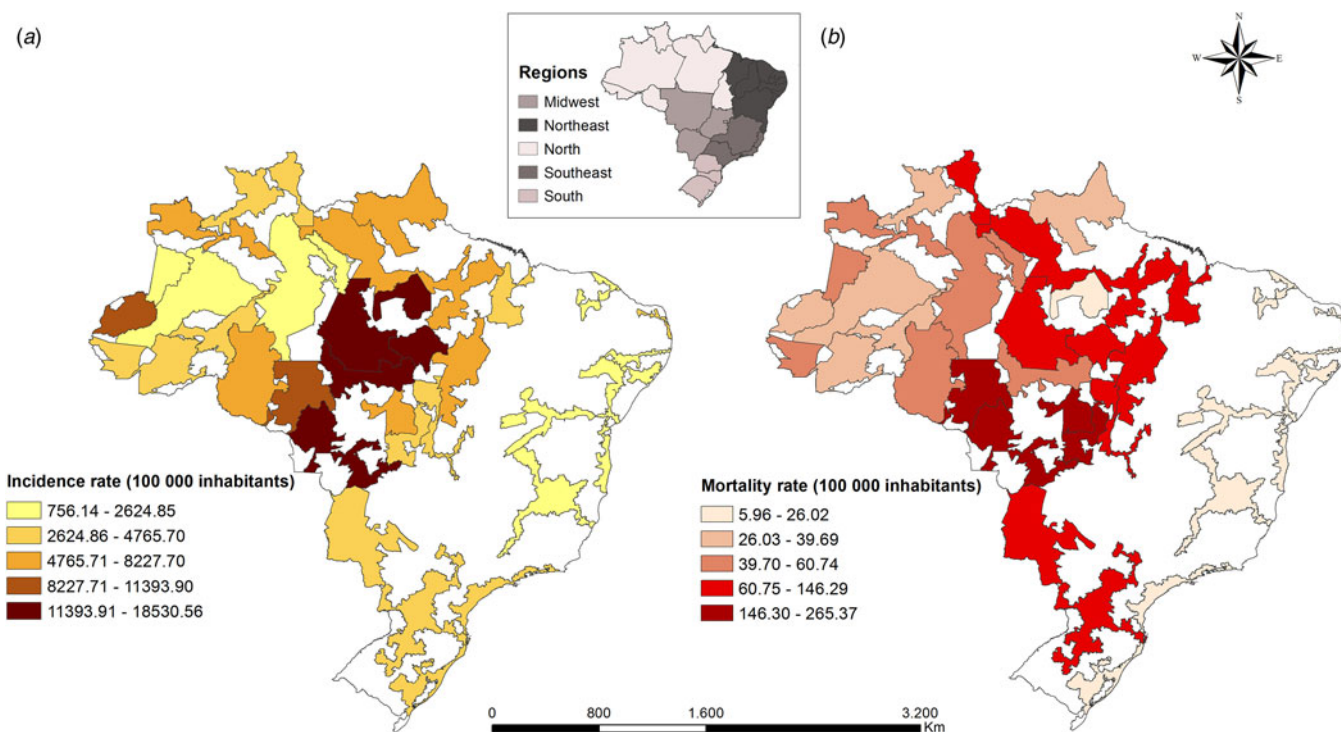 (a)
Regions
Midwest
Northeast
North
Southeast
South
(b)
N
W
E
S
Incidence rate (100 000 inhabitants)
756.14 - 2624.85
2624.86 - 4765.70
4765.71 - 8227.70
8227.71 - 11393.90
11393.91 - 18530.56
Mortality rate (100 000 inhabitants)
5.96 - 26.02
26.03 - 39.69
39.70 - 60.74
60.75 - 146.29
146.30 - 265.37
0 800 1.600 3.200
Km